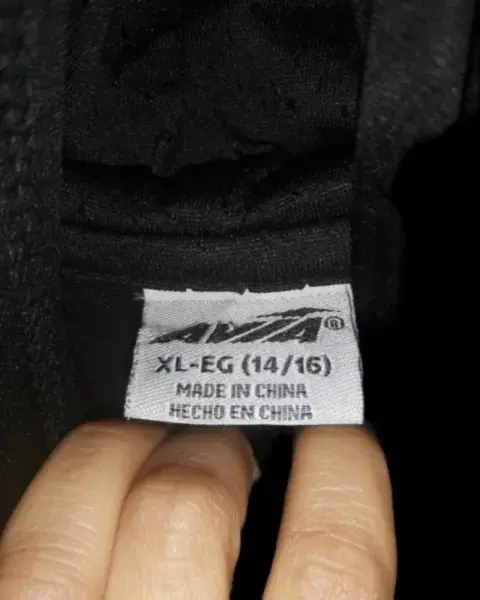 AVIA®
XL-EG (14/16)
MADE IN CHINA
HECHO EN CHINA